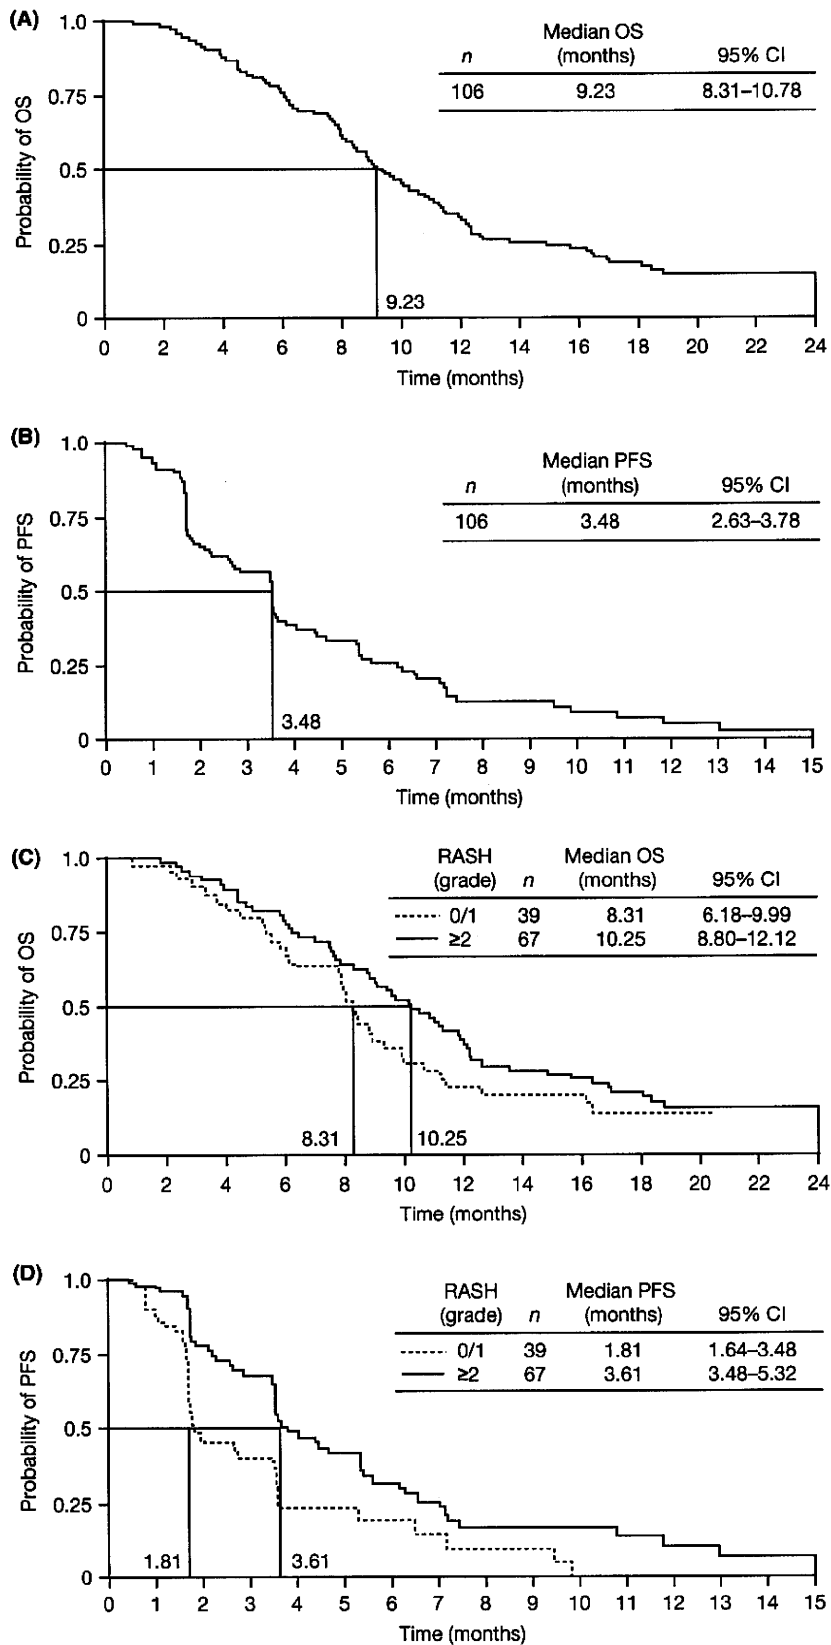 (A)
1.0
0.75
0.5
0.25
0
Probability of OS
n Median OS (months) 95% CI
106 9.23 8.31–10.78
9.23
0 2 4 6 8 10 12 14 16 18 20 22 24
Time (months)
(B)
1.0
0.75
0.5
0.25
0
Probability of PFS
n Median PFS (months) 95% CI
106 3.48 2.63–3.78
3.48
0 1 2 3 4 5 6 7 8 9 10 11 12 13 14 15
Time (months)
(C)
1.0
0.75
0.5
0.25
0
Probability of OS
RASH (grade) n Median OS (months) 95% CI
0/1 39 8.31 6.18–9.99
≥2 67 10.25 8.80–12.12
8.31 10.25
0 2 4 6 8 10 12 14 16 18 20 22 24
Time (months)
(D)
1.0
0.75
0.5
0.25
0
Probability of PFS
RASH (grade) n Median PFS (months) 95% CI
0/1 39 1.81 1.64–3.48
≥2 67 3.61 3.48–5.32
1.81 3.61
0 1 2 3 4 5 6 7 8 9 10 11 12 13 14 15
Time (months)